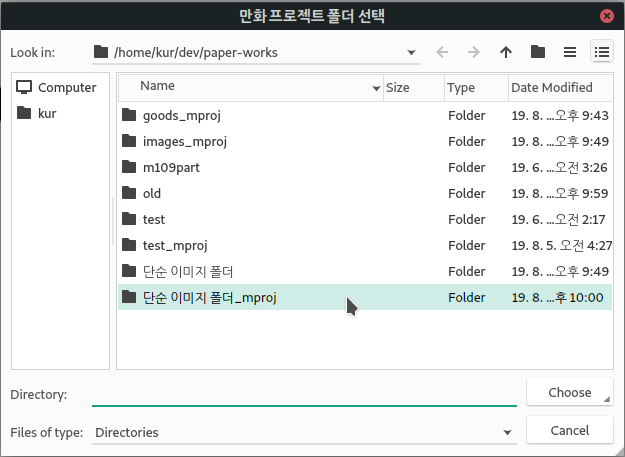 만화 프로젝트 폴더 선택
Look in: /home/kur/dev/paper-works
Computer
kur
Name Size Type Date Modified
goods_mproj Folder 19. 8. ...오후 9:43
images_mproj Folder 19. 8. ...오후 9:49
m109part Folder 19. 6. ...오전 3:26
old Folder 19. 8. ...오후 9:59
test Folder 19. 6. ...오전 2:17
test_mproj Folder 19. 8. 5. 오전 4:27
단순 이미지 폴더 Folder 19. 8. ...오후 9:49
단순 이미지 폴더_mproj Folder 19. 8. ...후 10:00
Directory: Choose
Files of type: Directories Cancel